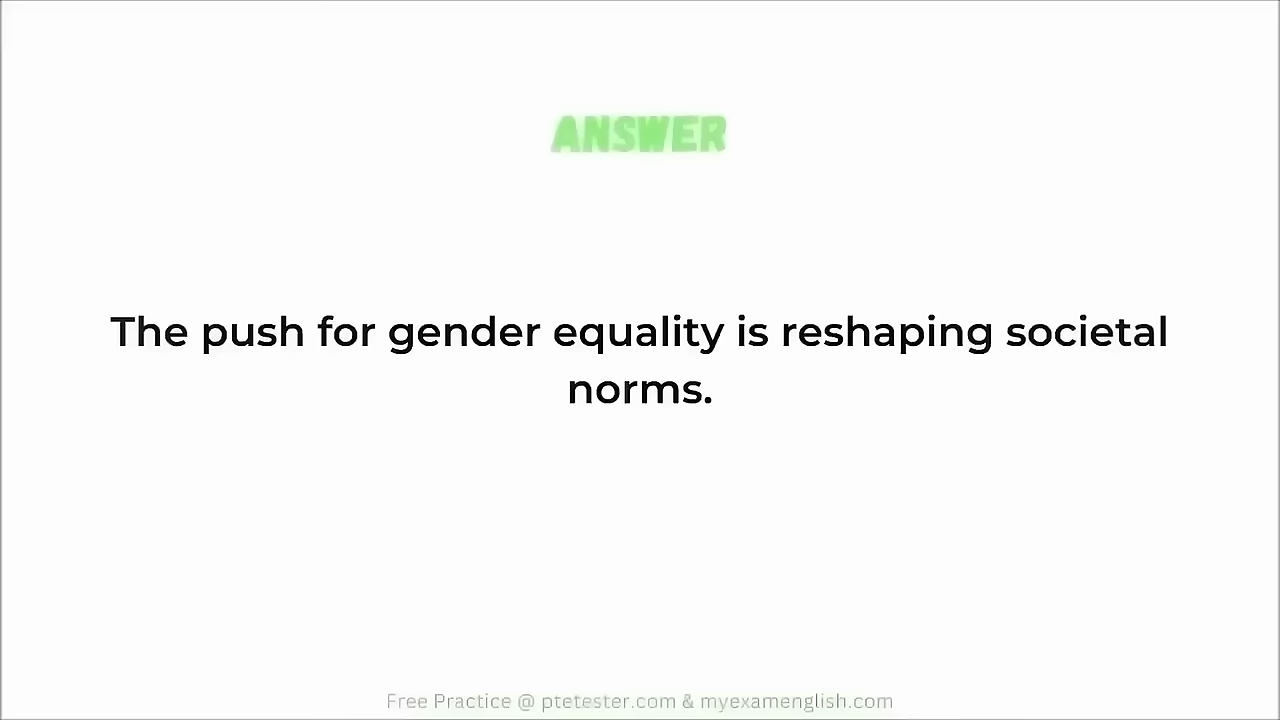 ANSWER
The push for gender equality is reshaping societal
norms.
Free Practice @ ptetester.com & myexamenglish.com